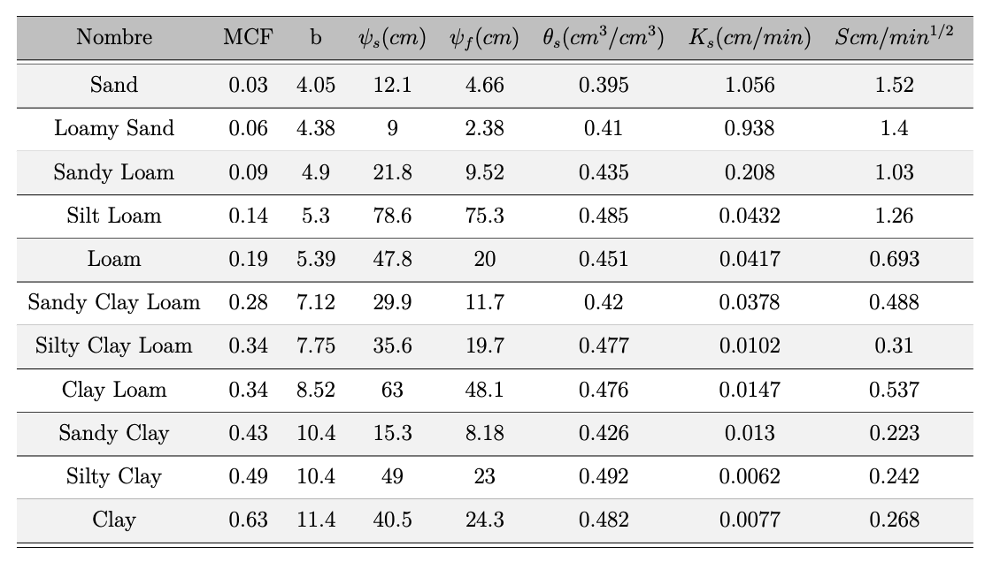 Nombre MCF b ψs(cm) ψf(cm) θs(cm³/cm³) Ks(cm/min) Scm/min^1/2
Sand 0.03 4.05 12.1 4.66 0.395 1.056 1.52
Loamy Sand 0.06 4.38 9 2.38 0.41 0.938 1.4
Sandy Loam 0.09 4.9 21.8 9.52 0.435 0.208 1.03
Silt Loam 0.14 5.3 78.6 75.3 0.485 0.0432 1.26
Loam 0.19 5.39 47.8 20 0.451 0.0417 0.693
Sandy Clay Loam 0.28 7.12 29.9 11.7 0.42 0.0378 0.488
Silty Clay Loam 0.34 7.75 35.6 19.7 0.477 0.0102 0.31
Clay Loam 0.34 8.52 63 48.1 0.476 0.0147 0.537
Sandy Clay 0.43 10.4 15.3 8.18 0.426 0.013 0.223
Silty Clay 0.49 10.4 49 23 0.492 0.0062 0.242
Clay 0.63 11.4 40.5 24.3 0.482 0.0077 0.268